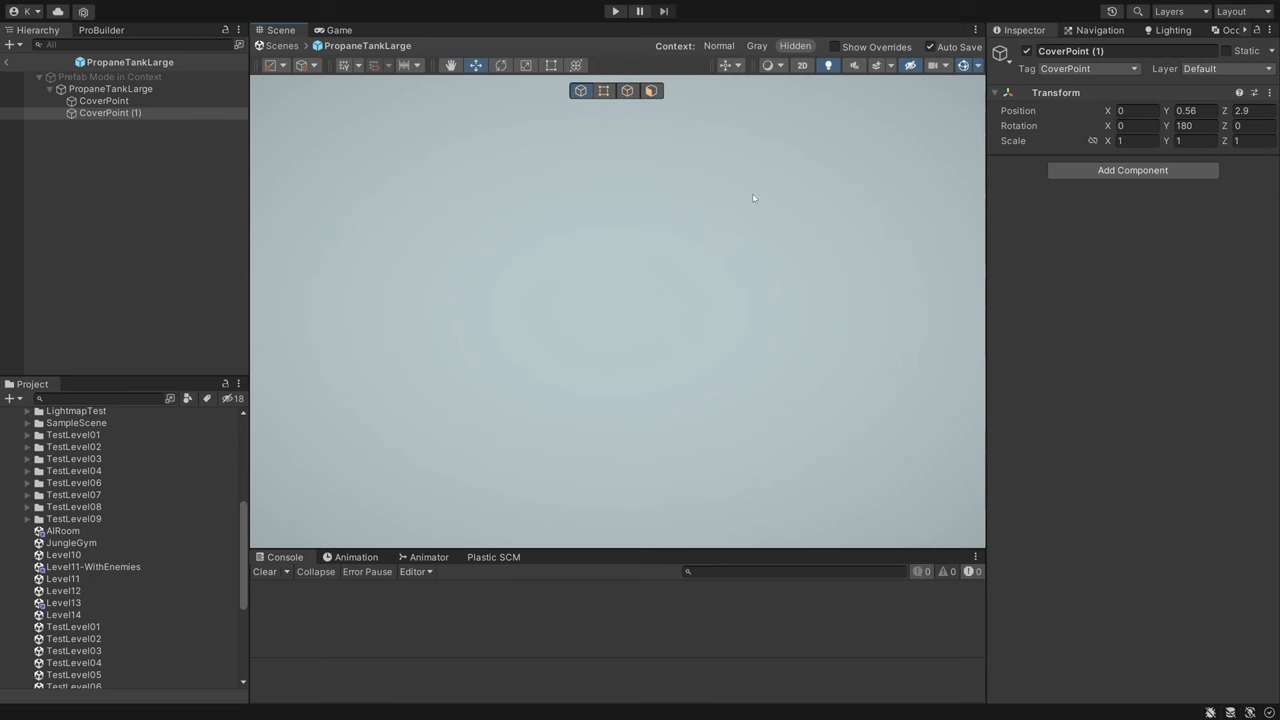 K
Layers
Layout
Hierarchy
ProBuilder
All
PropaneTankLarge
Prefab Mode in Context
PropaneTankLarge
CoverPoint
CoverPoint (1)
Project
18
LightmapTest
SampleScene
TestLevel01
TestLevel02
TestLevel03
TestLevel04
TestLevel06
TestLevel07
TestLevel08
TestLevel09
AIRoom
JungleGym
Level10
Level11-WithEnemies
Level11
Level12
Level13
Level14
TestLevel01
TestLevel02
TestLevel03
TestLevel04
TestLevel05
TestLevel06
Scene
Game
Scenes
PropaneTankLarge
Context:
Normal
Gray
Hidden
Show Overrides
Auto Save
2D
Console
Animation
Animator
Plastic SCM
Clear
Collapse
Error Pause
Editor
0
0
0
Inspector
Navigation
Lighting
Occ
CoverPoint (1)
Static
Tag CoverPoint
Layer Default
Transform
Position X 0 Y 0.56 Z 2.9
Rotation X 0 Y 180 Z 0
Scale X 1 Y 1 Z 1
Add Component